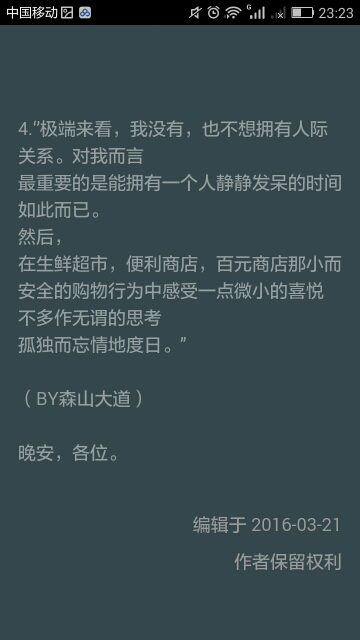 中国移动
G
23:23
4.“极端来看，我没有，也不想拥有人际
关系。对我而言
最重要的是能拥有一个人静静发呆的时间
如此而已。
然后，
在生鲜超市，便利商店，百元商店那小而
安全的购物行为中感受一点微小的喜悦
不多作无谓的思考
孤独而忘情地度日。”
（BY森山大道）
晚安，各位。
编辑于 2016-03-21
作者保留权利